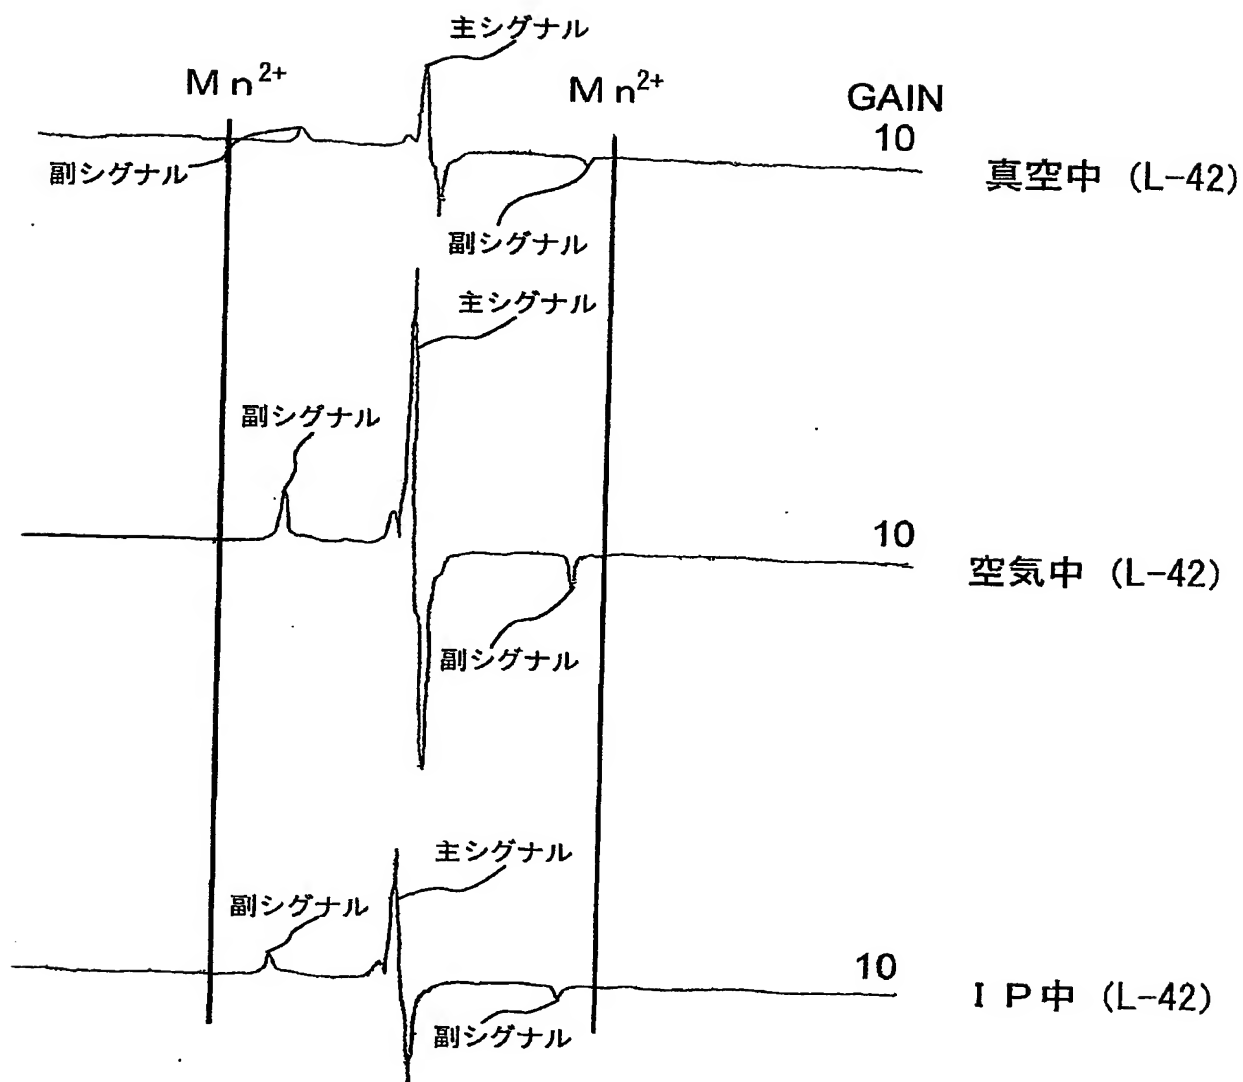 主シグナル
Mn²⁺
Mn²⁺
GAIN
10
副シグナル
真空中 (L-42)
副シグナル
主シグナル
副シグナル
10
空気中 (L-42)
副シグナル
主シグナル
副シグナル
10
IP中 (L-42)
副シグナル